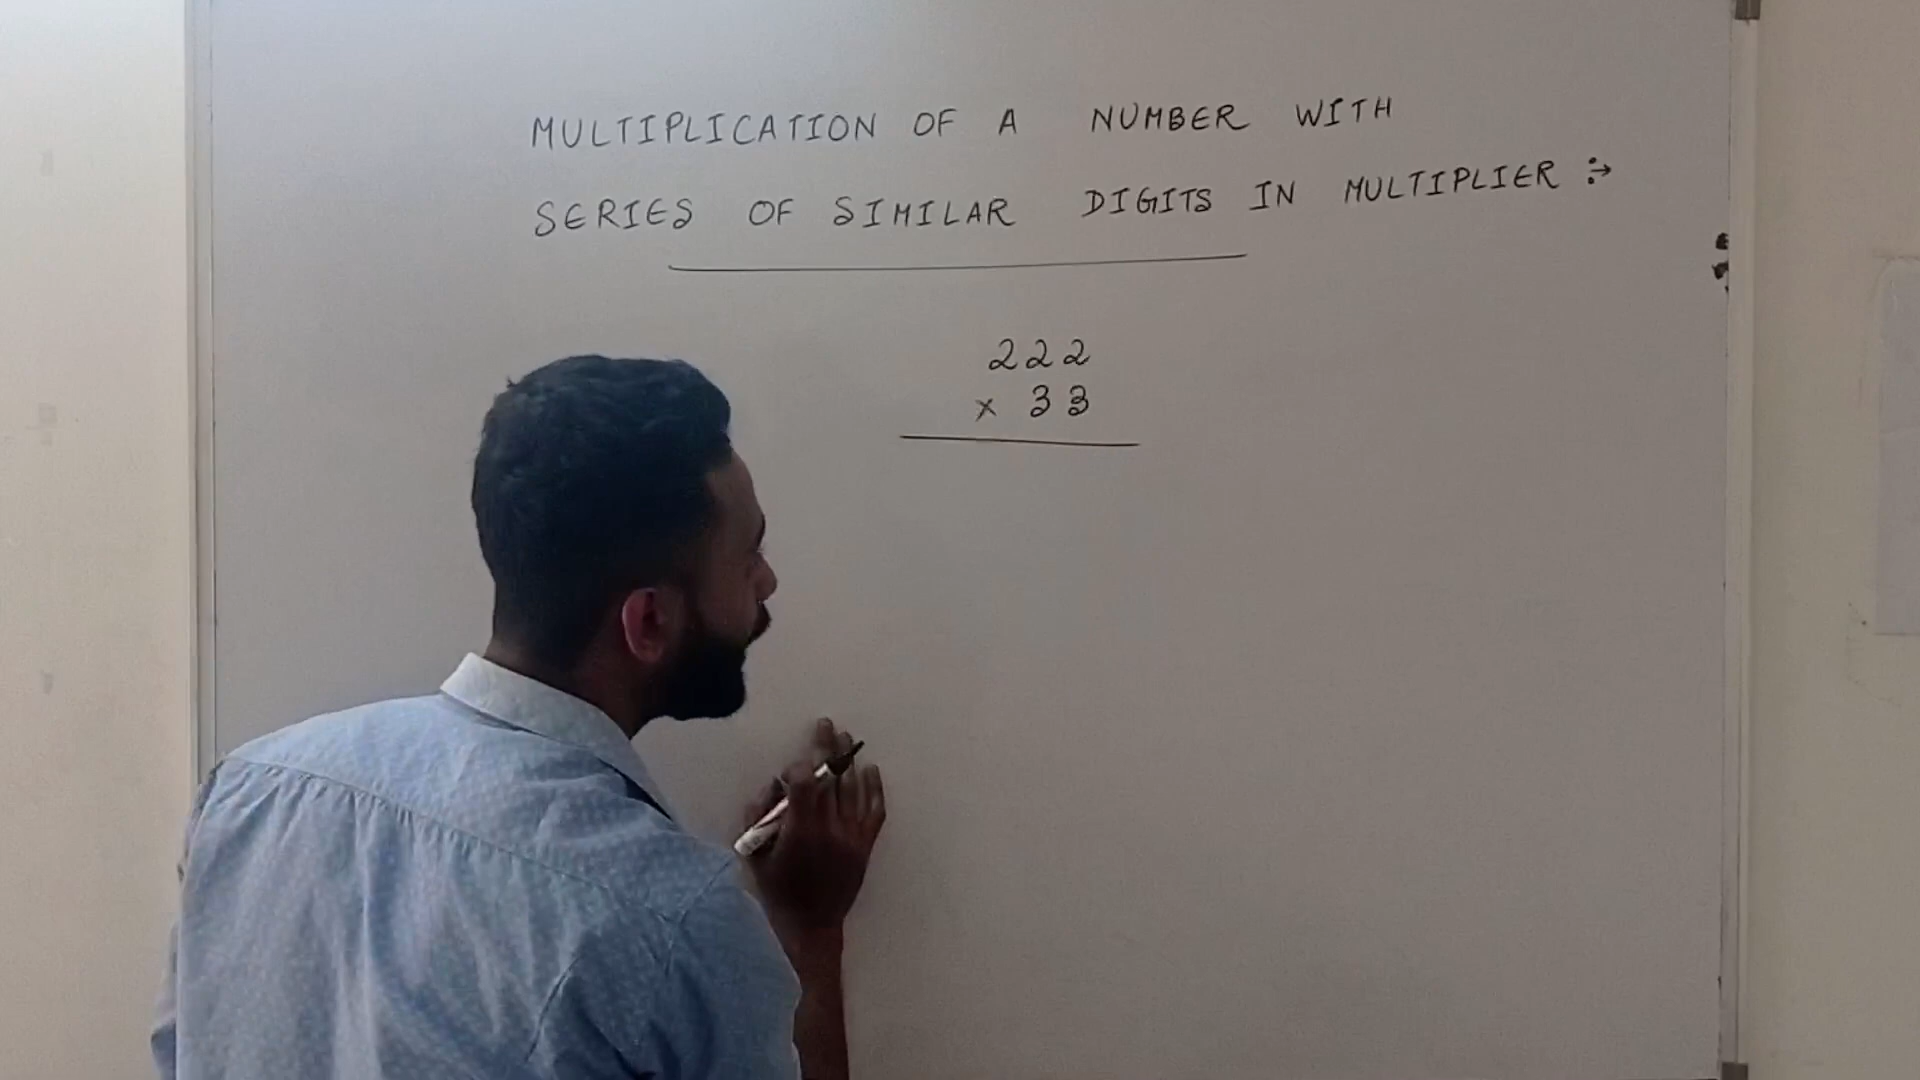 MULTIPLICATION OF A NUMBER WITH
SERIES OF SIMILAR DIGITS IN MULTIPLIER :→
222
× 33